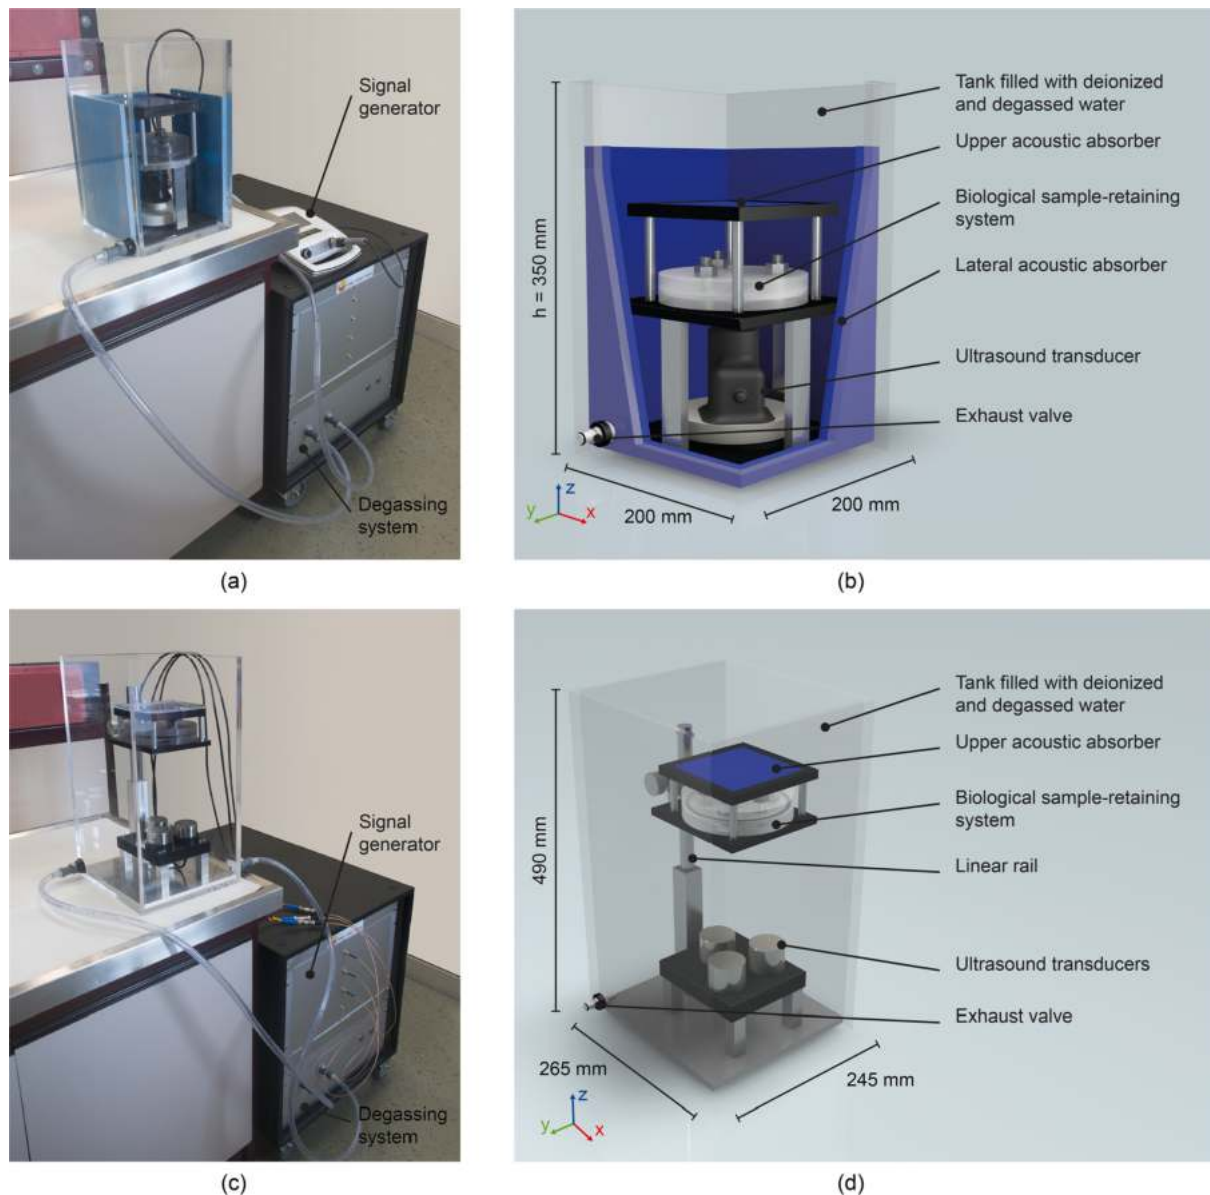 Signal
generator
Degassing
system
(a)
Tank filled with deionized
and degassed water
Upper acoustic absorber
Biological sample-retaining
system
Lateral acoustic absorber
Ultrasound transducer
Exhaust valve
h = 350 mm
z
y
x
200 mm
200 mm
(b)
Signal
generator
Degassing
system
(c)
Tank filled with deionized
and degassed water
Upper acoustic absorber
Biological sample-retaining
system
Linear rail
Ultrasound transducers
Exhaust valve
490 mm
265 mm
245 mm
z
y
x
(d)